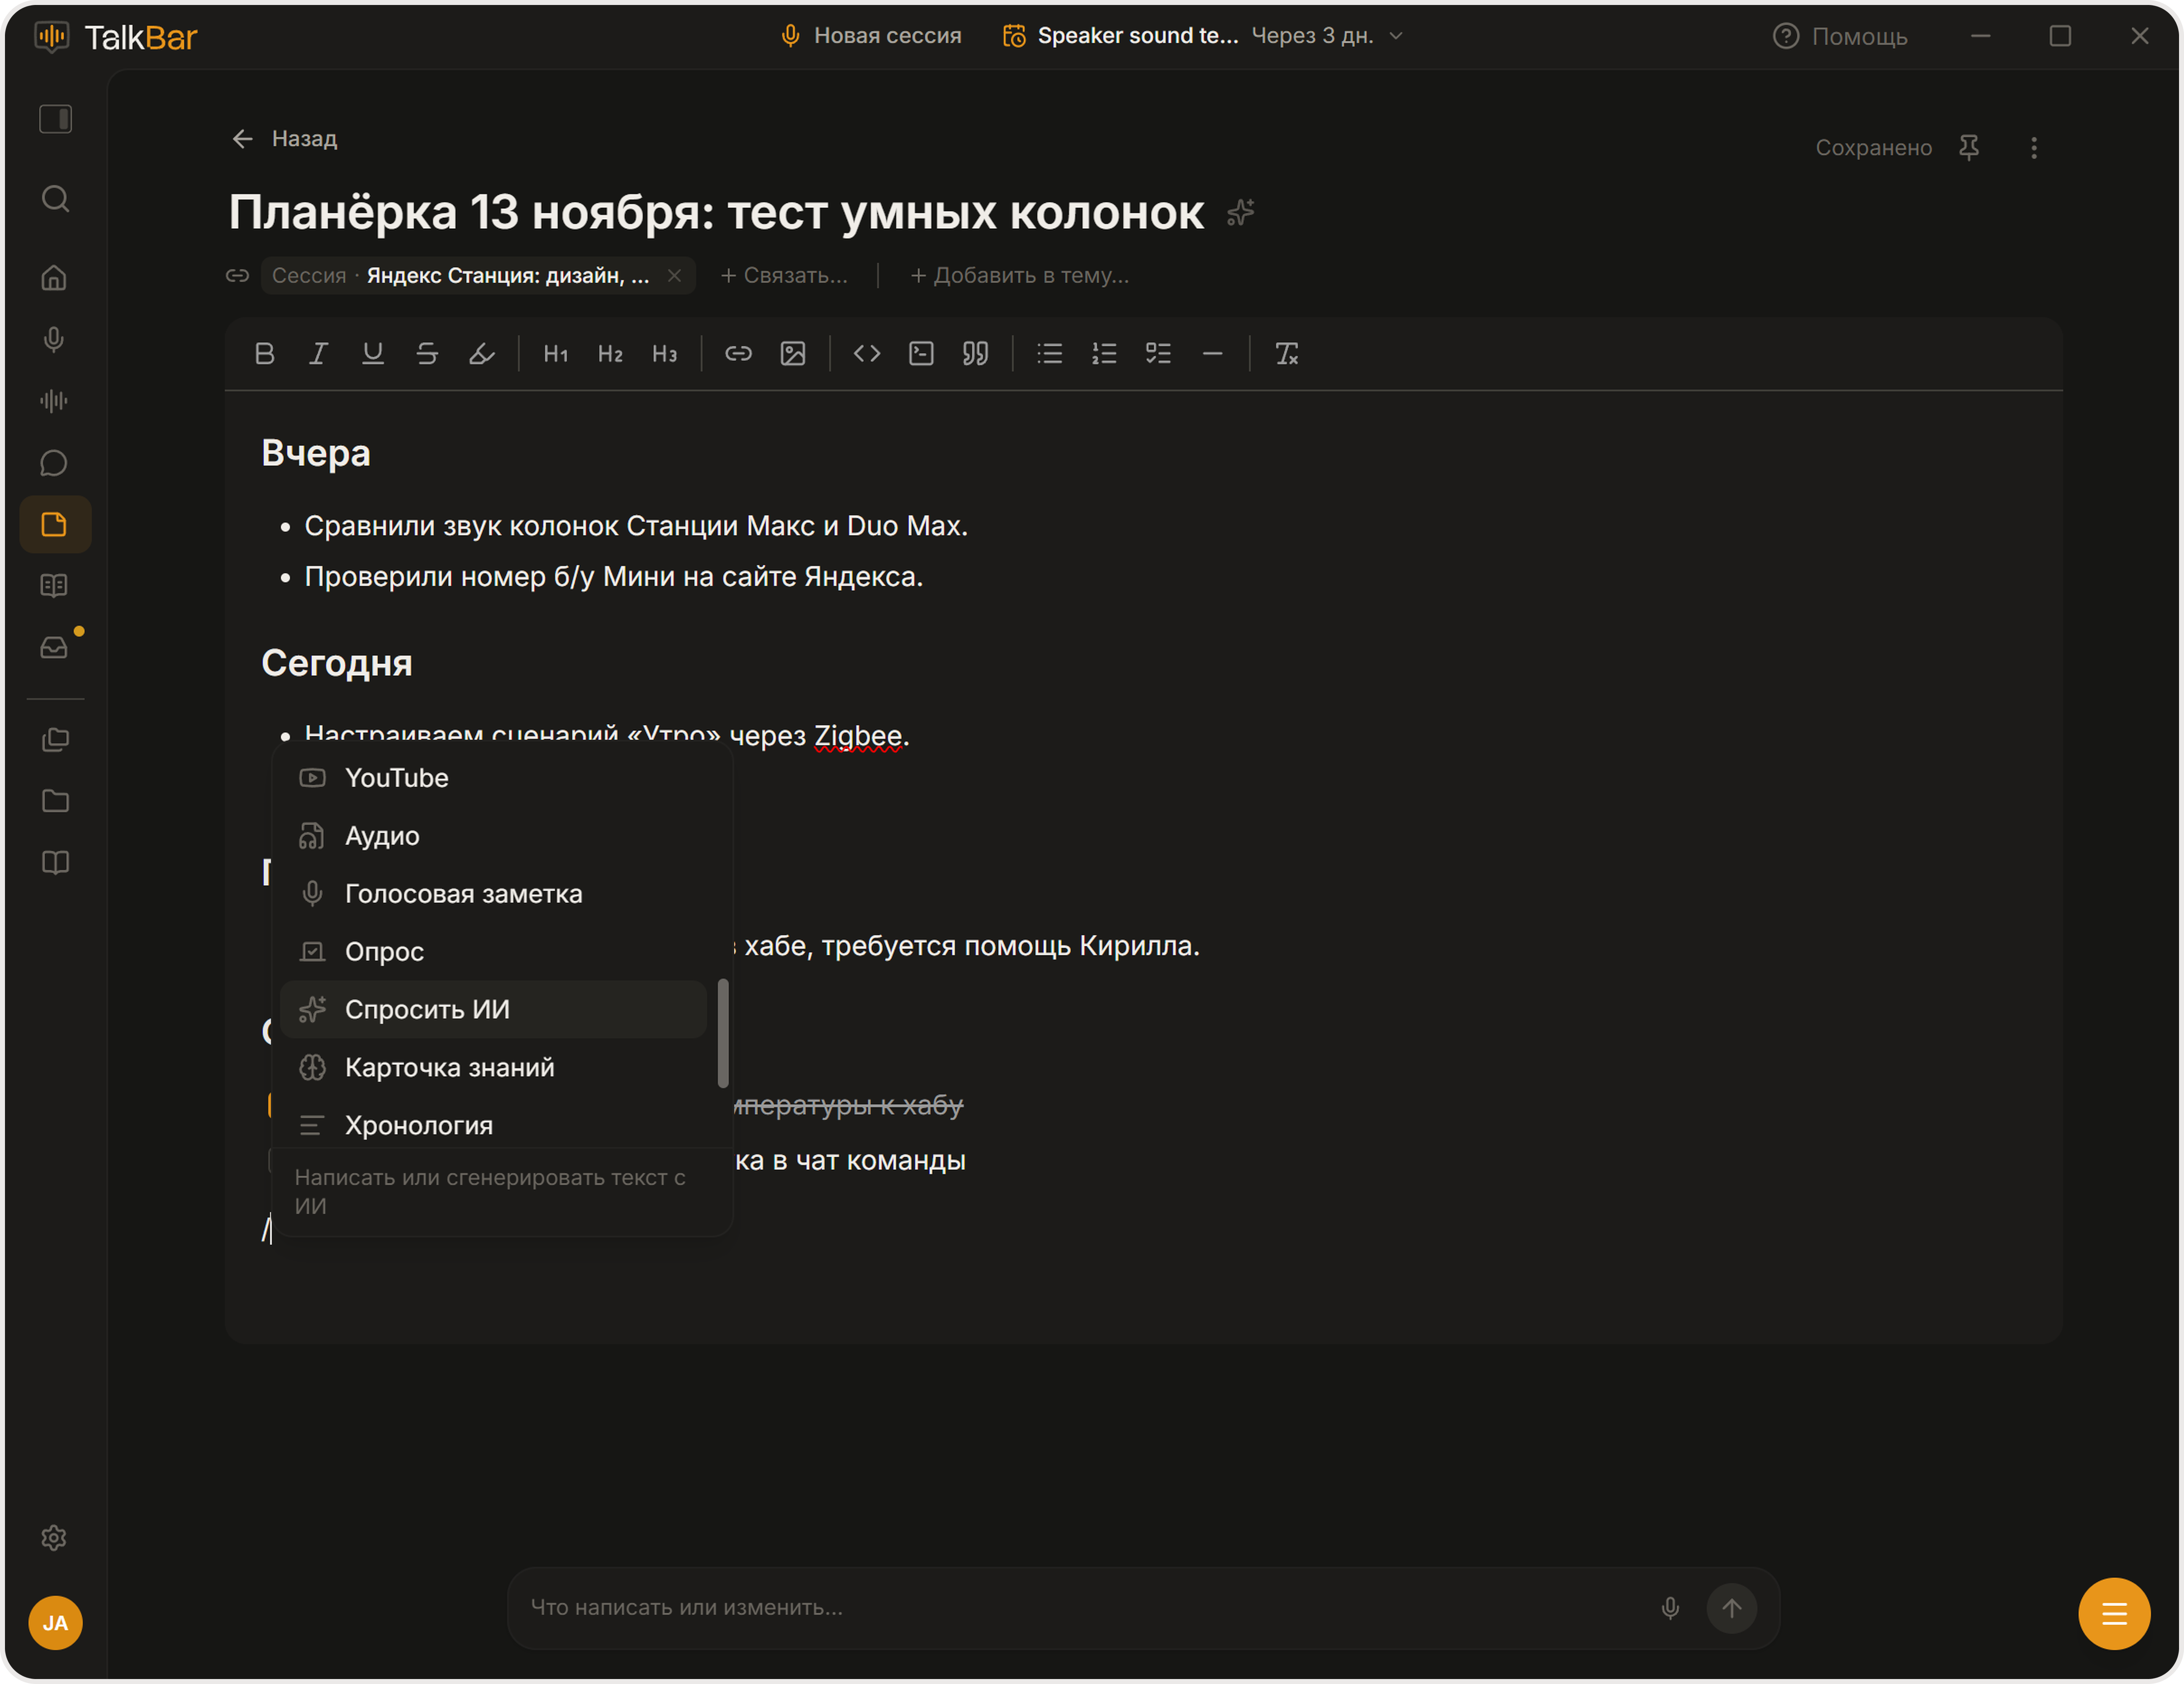 TalkBar
Новая сессия
Speaker sound te... Через 3 дн.
Помощь
Назад
Сохранено
Планёрка 13 ноября: тест умных колонок
Сессия · Яндекс Станция: дизайн, ...
+ Связать...
+ Добавить в тему...
B I U S H1 H2 H3
Вчера
• Сравнили звук колонок Станции Макс и Duo Max.
• Проверили номер б/у Мини на сайте Яндекса.
Сегодня
• Настраиваем сценарий «Утро» через Zigbee.
YouTube
Аудио
Голосовая заметка
Опрос
хабе, требуется помощь Кирилла.
Спросить ИИ
Карточка знаний
к хабу
Хронология
в чат команды
Написать или сгенерировать текст с
ИИ
/
Что написать или изменить...
JA